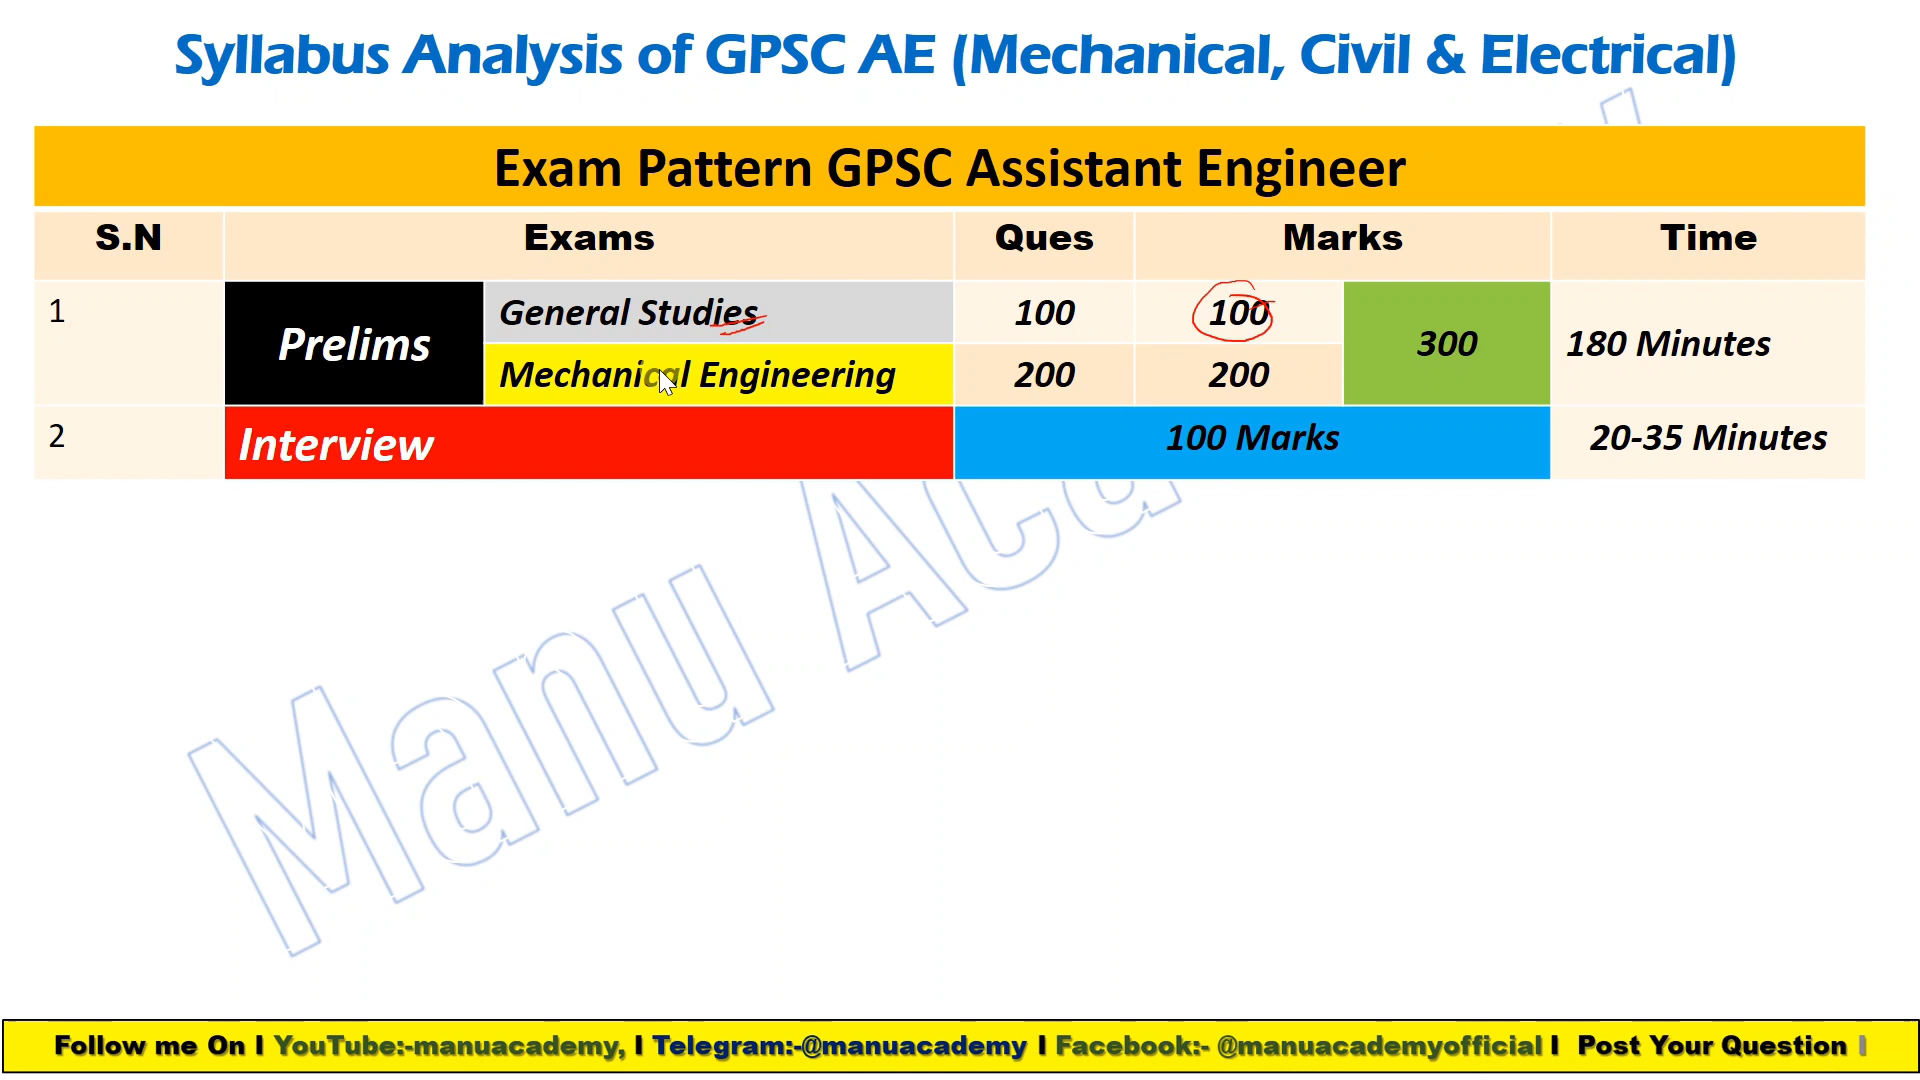 Syllabus Analysis of GPSC AE (Mechanical, Civil & Electrical)
Exam Pattern GPSC Assistant Engineer
S.N Exams Ques Marks Time
1 Prelims General Studies 100 100 300 180 Minutes
Mechanical Engineering 200 200
2 Interview 100 Marks 20-35 Minutes
Manu Aca
Follow me On I YouTube:-manuacademy, I Telegram:-@manuacademy I Facebook:- @manuacademyofficial I Post Your Question I